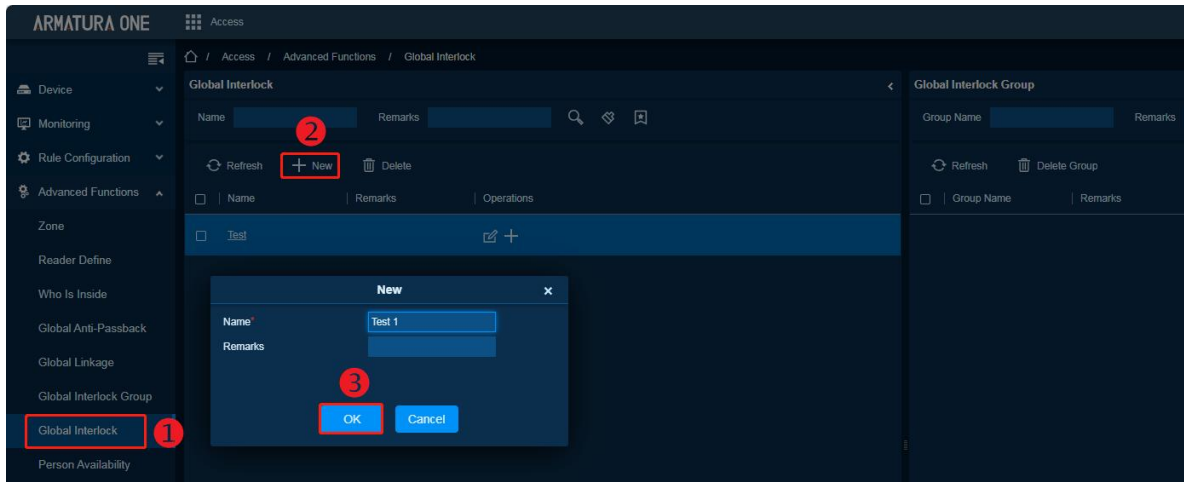 ARMATURA ONE
Access
/ Access / Advanced Functions / Global Interlock
Device
Monitoring
Rule Configuration
Advanced Functions
Zone
Reader Define
Who Is Inside
Global Anti-Passback
Global Linkage
Global Interlock Group
Global Interlock
1
Person Availability
Global Interlock
Name
Remarks
2
Refresh
New
Delete
Name
Remarks
Operations
Test
New
Name*
Test 1
Remarks
3
OK
Cancel
Global Interlock Group
Group Name
Remarks
Refresh
Delete Group
Group Name
Remarks